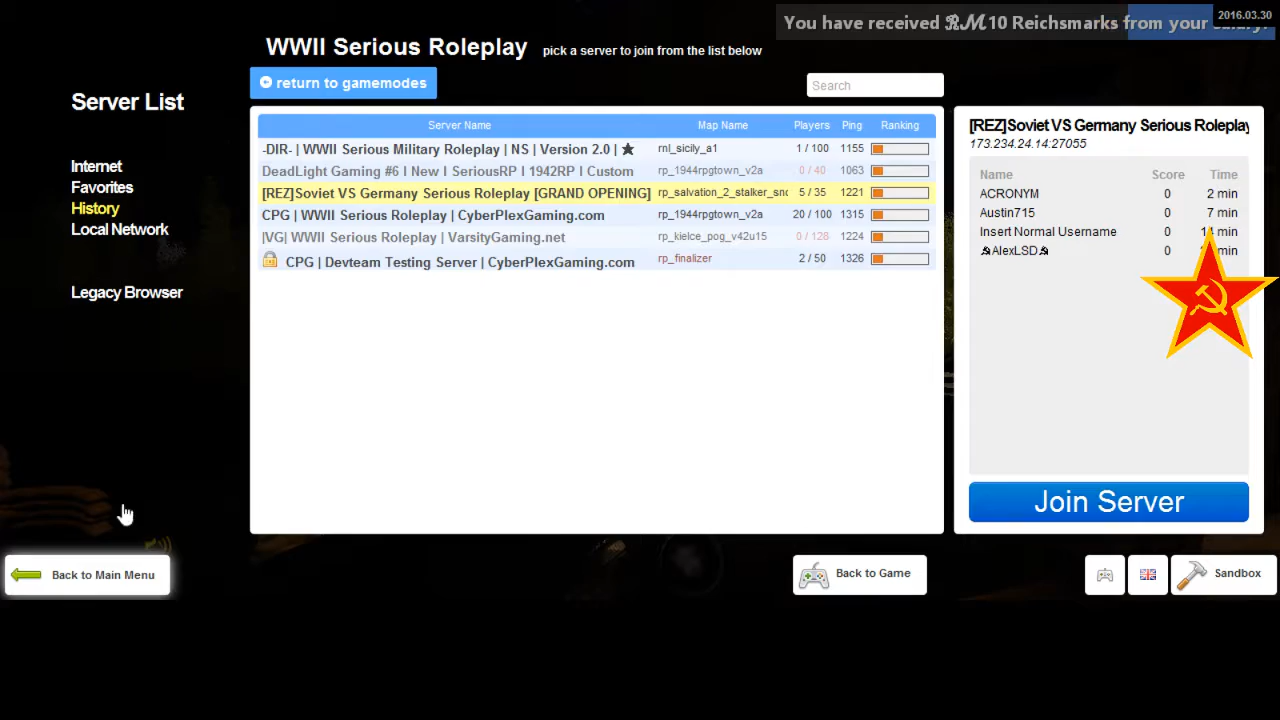 You have received ℛℳ 10 Reichsmarks from your salary.
2016.03.30
WWII Serious Roleplay pick a server to join from the list below
return to gamemodes
Search
Server List
Internet
Favorites
History
Local Network
Legacy Browser
Server Name Map Name Players Ping Ranking
-DIR- | WWII Serious Military Roleplay | NS | Version 2.0 | ★ rnl_sicily_a1 1 / 100 1155
DeadLight Gaming #6 I New I SeriousRP I 1942RP I Custom rp_1944rpgtown_v2a 0 / 40 1063
[REZ]Soviet VS Germany Serious Roleplay [GRAND OPENING] rp_salvation_2_stalker_sno 5 / 35 1221
CPG | WWII Serious Roleplay | CyberPlexGaming.com rp_1944rpgtown_v2a 20 / 100 1315
|VG| WWII Serious Roleplay | VarsityGaming.net rp_kielce_pog_v42u15 0 / 128 1224
CPG | Devteam Testing Server | CyberPlexGaming.com rp_finalizer 2 / 50 1326
[REZ]Soviet VS Germany Serious Roleplay
173.234.24.14:27055
Name Score Time
ACRONYM 0 2 min
Austin715 0 7 min
Insert Normal Username 0 min
☭AlexLSD☭ 0 min
Join Server
Back to Main Menu
Back to Game
Sandbox